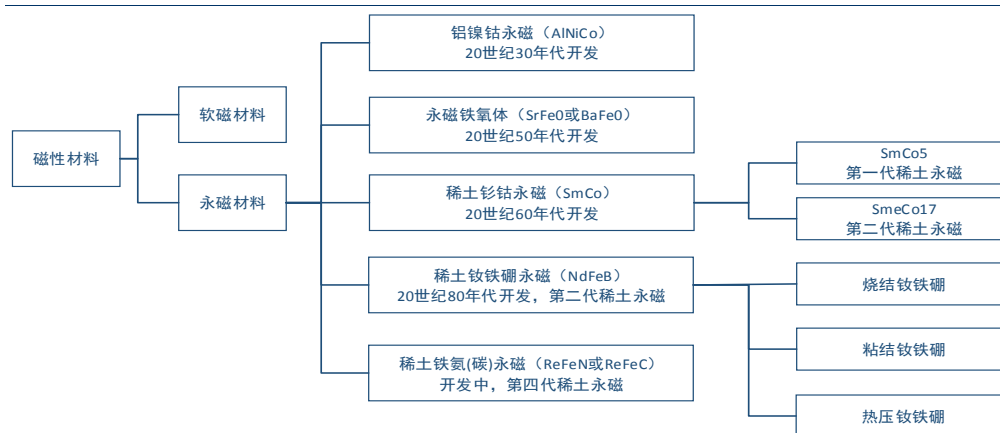 磁性材料
软磁材料
永磁材料
铝镍钴永磁（AlNiCo）
20世纪30年代开发
永磁铁氧体（SrFe0或BaFe0）
20世纪50年代开发
稀土钐钴永磁（SmCo）
20世纪60年代开发
稀土钕铁硼永磁（NdFeB）
20世纪80年代开发，第二代稀土永磁
稀土铁氨(碳)永磁（ReFeN或ReFeC）
开发中，第四代稀土永磁
SmCo5
第一代稀土永磁
SmeCo17
第二代稀土永磁
烧结钕铁硼
粘结钕铁硼
热压钕铁硼